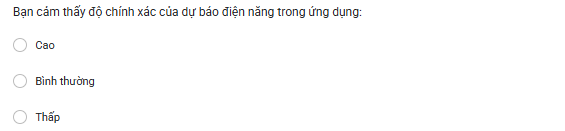 Bạn cảm thấy độ chính xác của dự báo điện năng trong ứng dụng:
Cao
Bình thường
Thấp